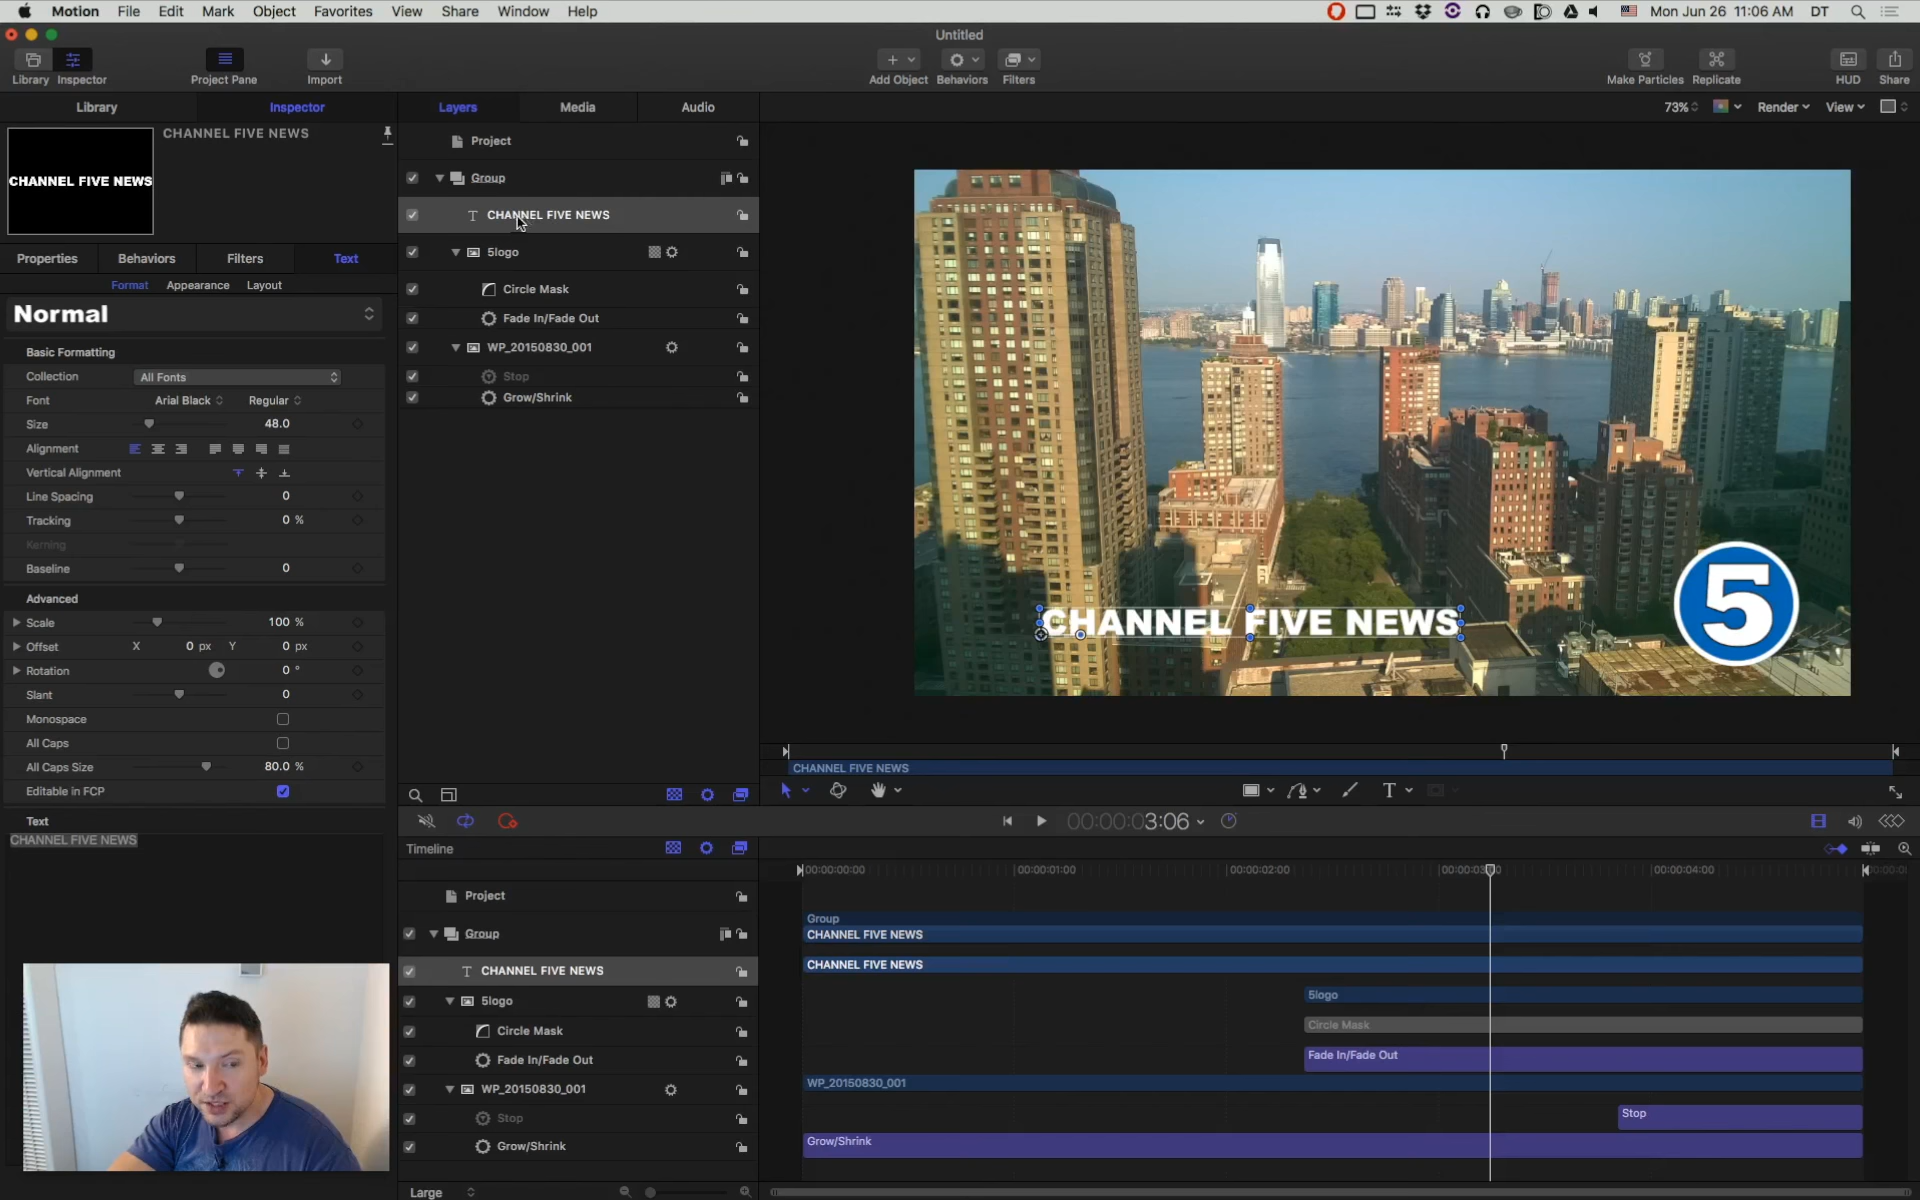 Motion File Edit Mark Object Favorites View Share Window Help Mon Jun 26 11:06 AM DT
Untitled
Library Inspector Project Pane Import Add Object Behaviors Filters Make Particles Replicate HUD Share
Library Inspector Layers Media Audio 73% Render View
CHANNEL FIVE NEWS
CHANNEL FIVE NEWS
Properties Behaviors Filters Text
Format Appearance Layout
Normal
Basic Formatting
Collection All Fonts
Font Arial Black Regular
Size 48.0
Alignment
Vertical Alignment
Line Spacing 0
Tracking 0 %
Kerning
Baseline 0
Advanced
Scale 100 %
Offset X 0 px Y 0 px
Rotation 0 °
Slant 0
Monospace
All Caps
All Caps Size 80.0 %
Editable in FCP
Text
CHANNEL FIVE NEWS
Project
Group
T CHANNEL FIVE NEWS
5logo
Circle Mask
Fade In/Fade Out
WP_20150830_001
Stop
Grow/Shrink
CHANNEL FIVE NEWS
5
CHANNEL FIVE NEWS
T
00:00:03:06
Timeline
00:00:00:00 00:00:01:00 00:00:02:00 00:00:03:00 00:00:04:00
Project
Group
T CHANNEL FIVE NEWS
5logo
Circle Mask
Fade In/Fade Out
WP_20150830_001
Stop
Grow/Shrink
Group
CHANNEL FIVE NEWS
CHANNEL FIVE NEWS
5logo
Circle Mask
Fade In/Fade Out
WP_20150830_001
Stop
Grow/Shrink
Large